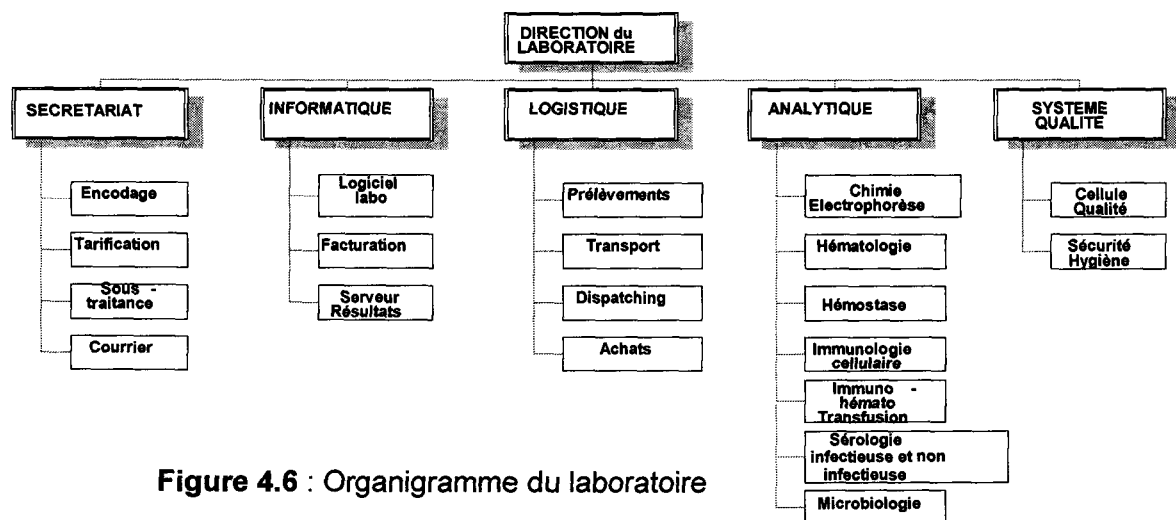 DIRECTION du
LABORATOIRE
SECRETARIAT
INFORMATIQUE
LOGISTIQUE
ANALYTIQUE
SYSTEME
QUALITE
Encodage
Tarification
Sous -
traitance
Courrier
Logiciel
labo
Facturation
Serveur
Résultats
Prélèvements
Transport
Dispatching
Achats
Chimie
Electrophorèse
Hématologie
Hémostase
Immunologie
cellulaire
Immuno -
hémato
Transfusion
Sérologie
infectieuse et non
infectieuse
Microbiologie
Cellule
Qualité
Sécurité
Hygiène
Figure 4.6 : Organigramme du laboratoire